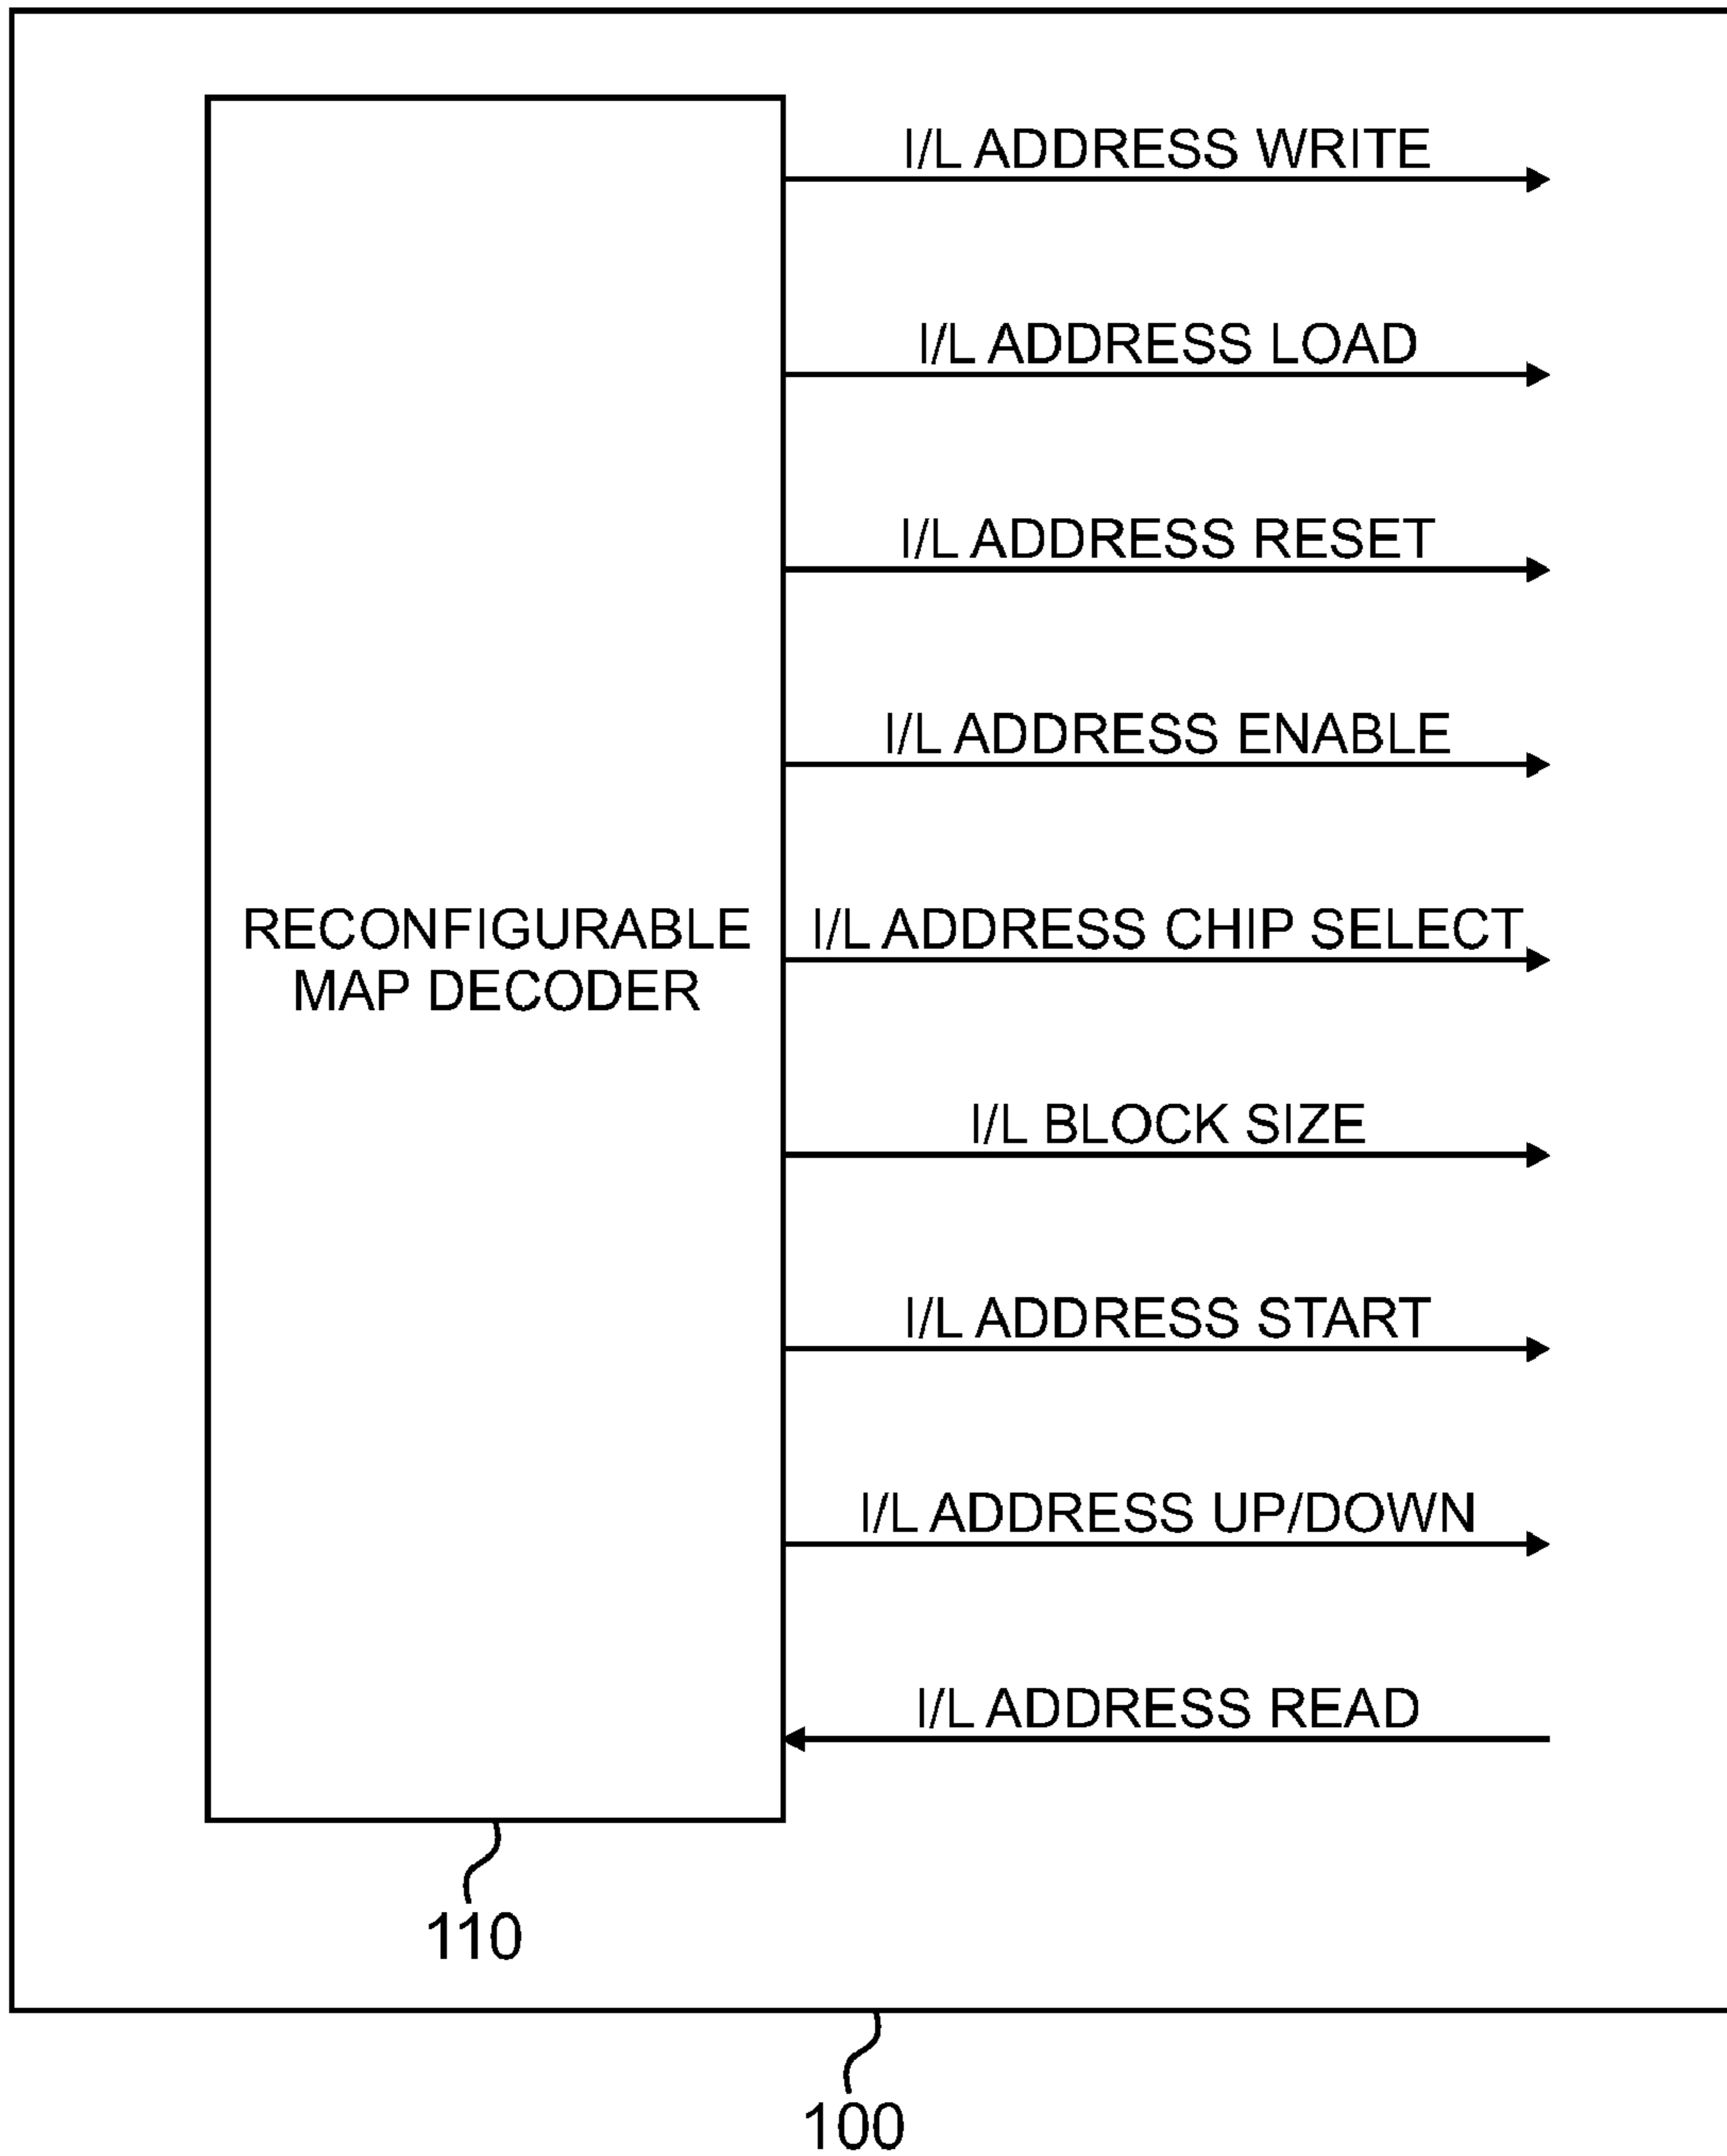 I/L ADDRESS WRITE
I/L ADDRESS LOAD
I/L ADDRESS RESET
I/L ADDRESS ENABLE
RECONFIGURABLE
MAP DECODER
I/L ADDRESS CHIP SELECT
I/L BLOCK SIZE
I/L ADDRESS START
I/L ADDRESS UP/DOWN
I/L ADDRESS READ
110
100